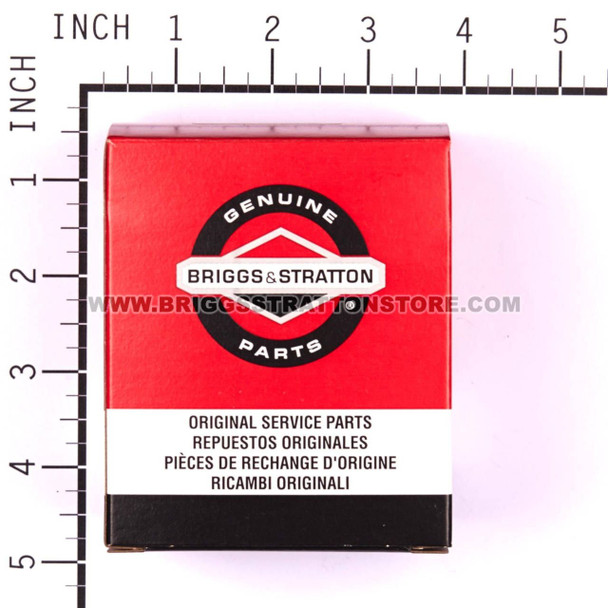 INCH 1 2 3 4 5
INCH
1
2
3
4
5
GENUINE
BRIGGS & STRATTON
®
PARTS
WWW.BRIGGSSTRATTONSTORE.COM
ORIGINAL SERVICE PARTS
REPUESTOS ORIGINALES
PIÈCES DE RECHANGE D'ORIGINE
RICAMBI ORIGINALI